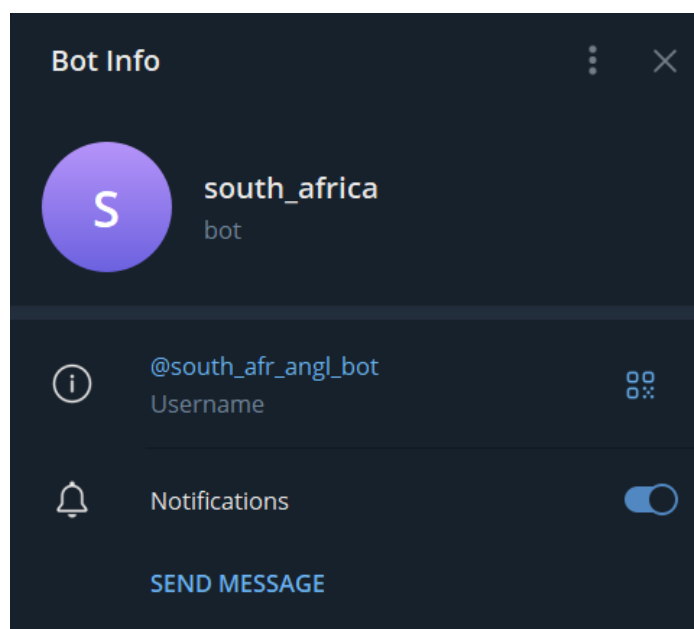 Bot Info
S
south_africa
bot
@south_afr_angl_bot
Username
Notifications
SEND MESSAGE